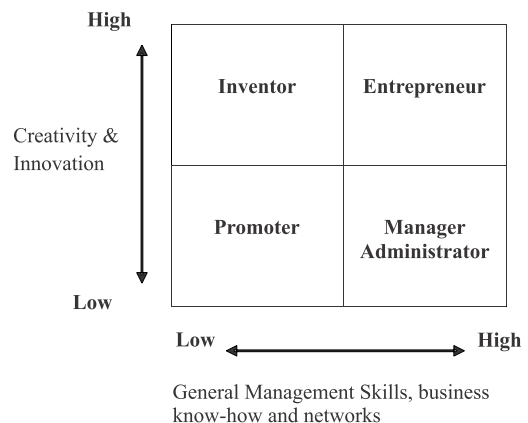 High
Inventor
Entrepreneur
Creativity &
Innovation
Promoter
Manager
Administrator
Low
Low
High
General Management Skills, business
know-how and networks